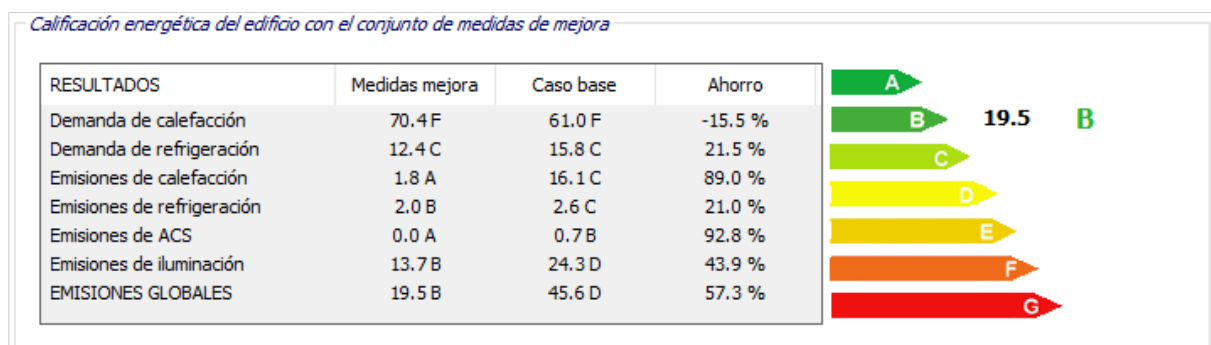 Calificación energética del edificio con el conjunto de medidas de mejora
RESULTADOS Medidas mejora Caso base Ahorro
Demanda de calefacción 70.4 F 61.0 F -15.5 %
Demanda de refrigeración 12.4 C 15.8 C 21.5 %
Emisiones de calefacción 1.8 A 16.1 C 89.0 %
Emisiones de refrigeración 2.0 B 2.6 C 21.0 %
Emisiones de ACS 0.0 A 0.7 B 92.8 %
Emisiones de iluminación 13.7 B 24.3 D 43.9 %
EMISIONES GLOBALES 19.5 B 45.6 D 57.3 %
A
B 19.5 B
C
D
E
F
G